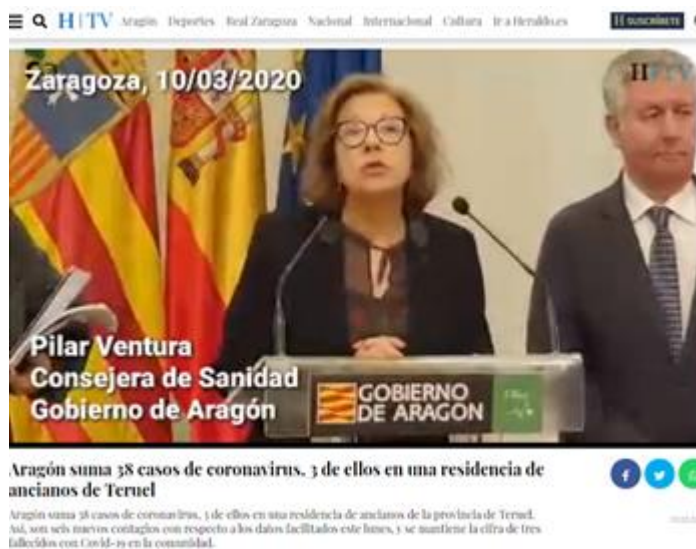 H TV Aragón Deportes Real Zaragoza Nacional Internacional Cultura Ir a Heraldo.es H SUSCRÍBETE
Zaragoza, 10/03/2020
HTV
Pilar Ventura
Consejera de Sanidad
Gobierno de Aragón
GOBIERNO
DE ARAGON
Aragón suma 38 casos de coronavirus, 3 de ellos en una residencia de
ancianos de Teruel
Aragón suma 38 casos de coronavirus, 3 de ellos en una residencia de ancianos de la provincia de Teruel.
Así, son seis nuevos contagios con respecto a los datos facilitados este lunes, y se mantiene la cifra de tres
fallecidos con Covid-19 en la comunidad.